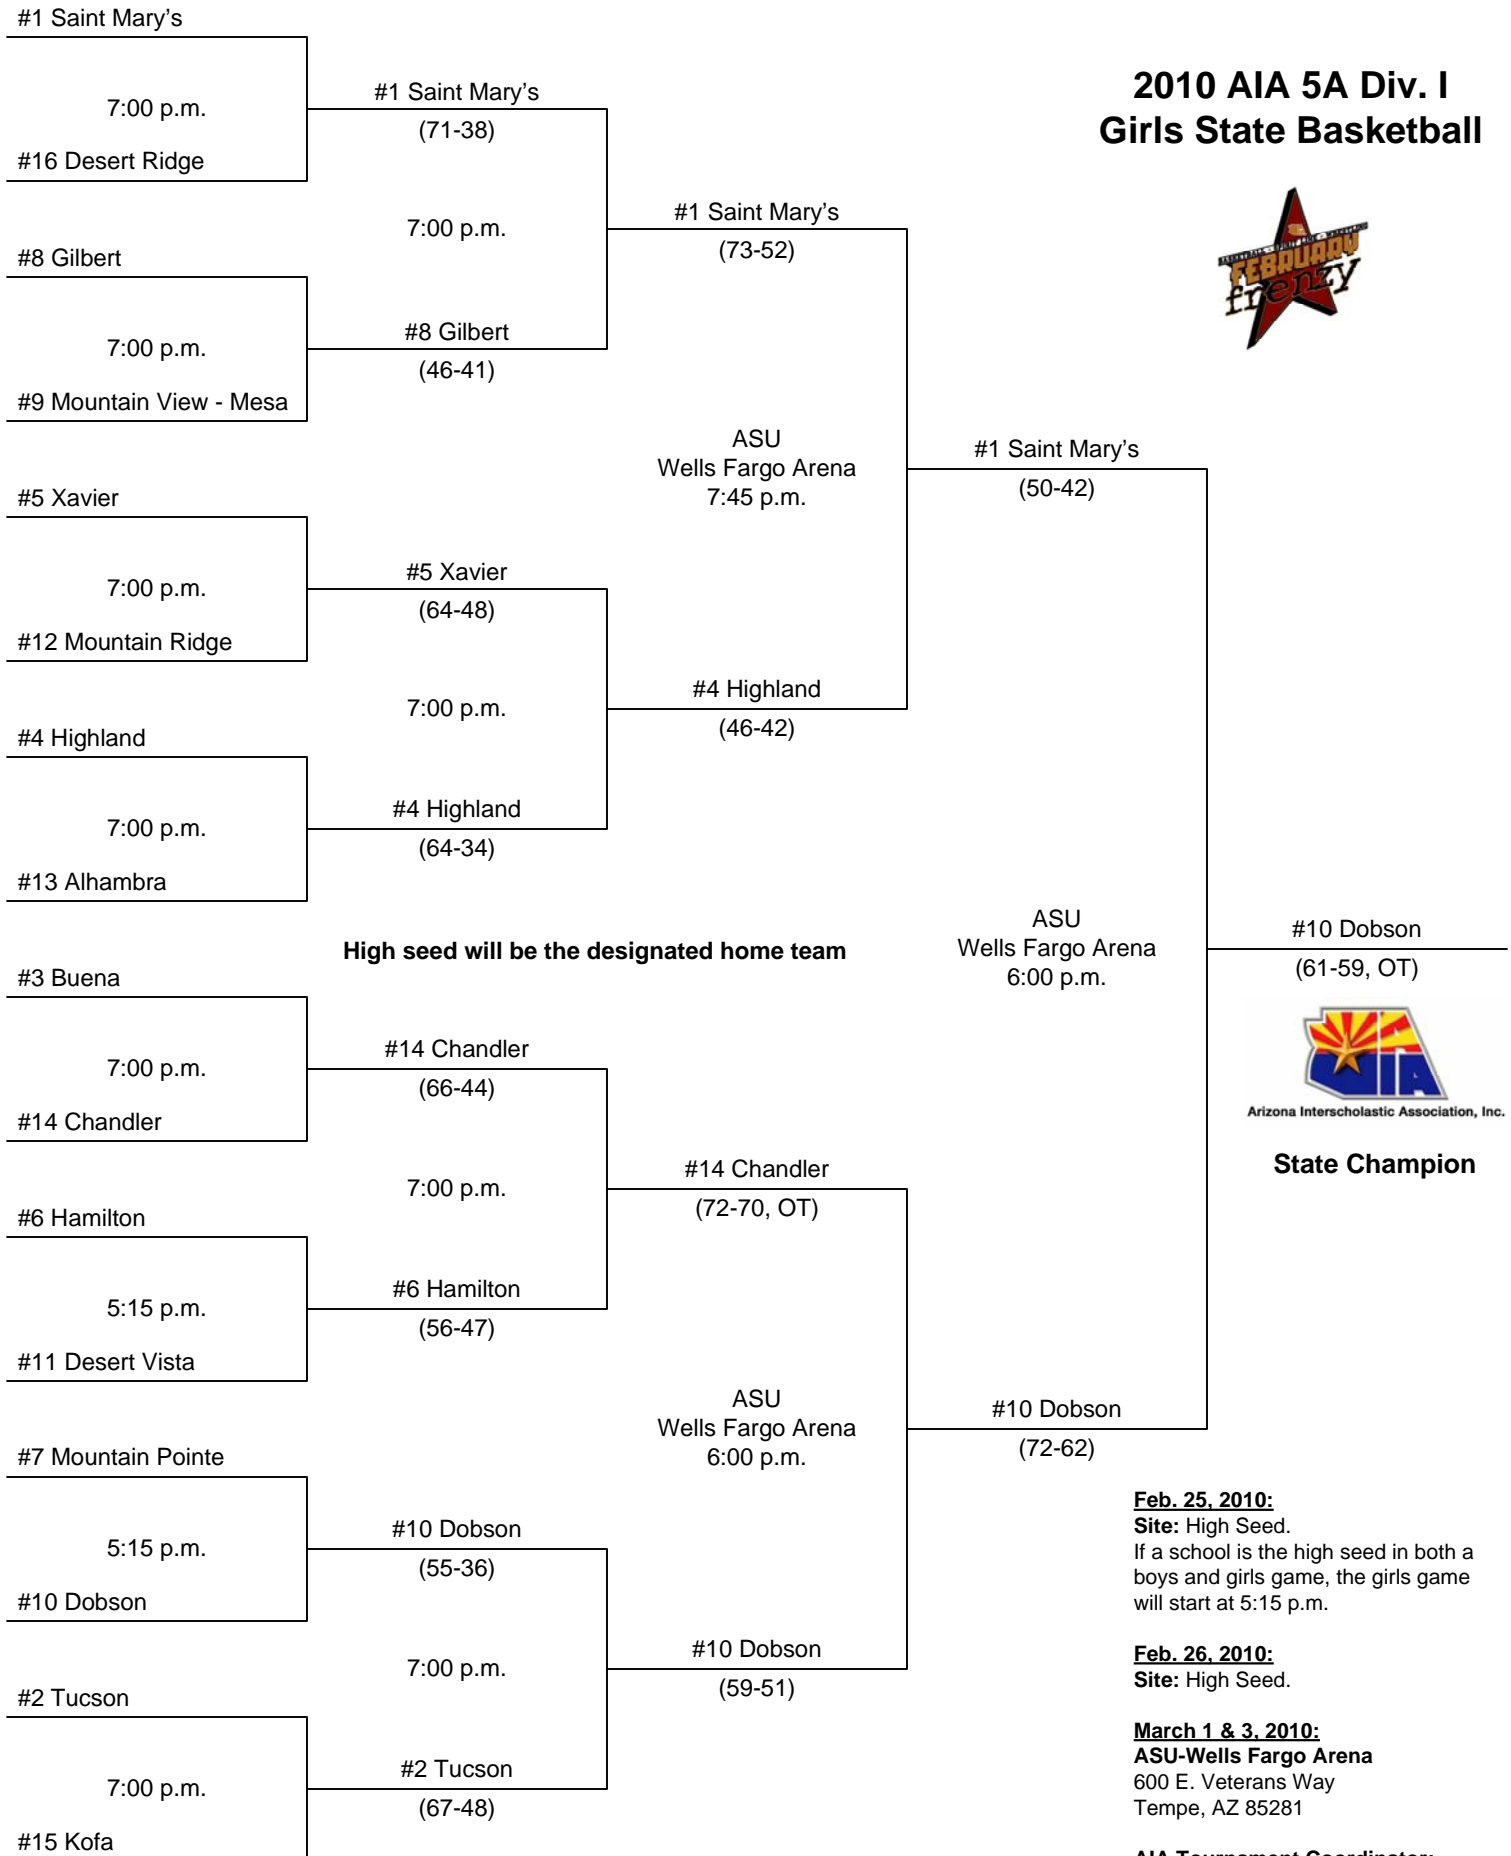 #1 Saint Mary's
7:00 p.m.
#16 Desert Ridge
#8 Gilbert
7:00 p.m.
#9 Mountain View - Mesa
#5 Xavier
7:00 p.m.
#12 Mountain Ridge
#4 Highland
7:00 p.m.
#13 Alhambra
#3 Buena
7:00 p.m.
#14 Chandler
#6 Hamilton
5:15 p.m.
#11 Desert Vista
#7 Mountain Pointe
5:15 p.m.
#10 Dobson
#2 Tucson
7:00 p.m.
#15 Kofa
#1 Saint Mary’s
(71-38)
7:00 p.m.
#8 Gilbert
(46-41)
#5 Xavier
(64-48)
7:00 p.m.
#4 Highland
(64-34)
High seed will be the designated home team
#14 Chandler
(66-44)
7:00 p.m.
#6 Hamilton
(56-47)
#10 Dobson
(55-36)
7:00 p.m.
#2 Tucson
(67-48)
#1 Saint Mary’s
(73-52)
ASU
Wells Fargo Arena
7:45 p.m.
#4 Highland
(46-42)
#14 Chandler
(72-70, OT)
ASU
Wells Fargo Arena
6:00 p.m.
#10 Dobson
(59-51)
#1 Saint Mary’s
(50-42)
ASU
Wells Fargo Arena
6:00 p.m.
#10 Dobson
(72-62)
2010 AIA 5A Div. I
Girls State Basketball
BASKETBALL - SPIRIT LINE - WRESTLING
FEBRUARY
frenzy
#10 Dobson
(61-59, OT)
AIA
Arizona Interscholastic Association, Inc.
State Champion
Feb. 25, 2010:
Site: High Seed.
If a school is the high seed in both a
boys and girls game, the girls game
will start at 5:15 p.m.
Feb. 26, 2010:
Site: High Seed.
March 1 & 3, 2010:
ASU-Wells Fargo Arena
600 E. Veterans Way
Tempe, AZ 85281
AIA Tournament Coordinator: